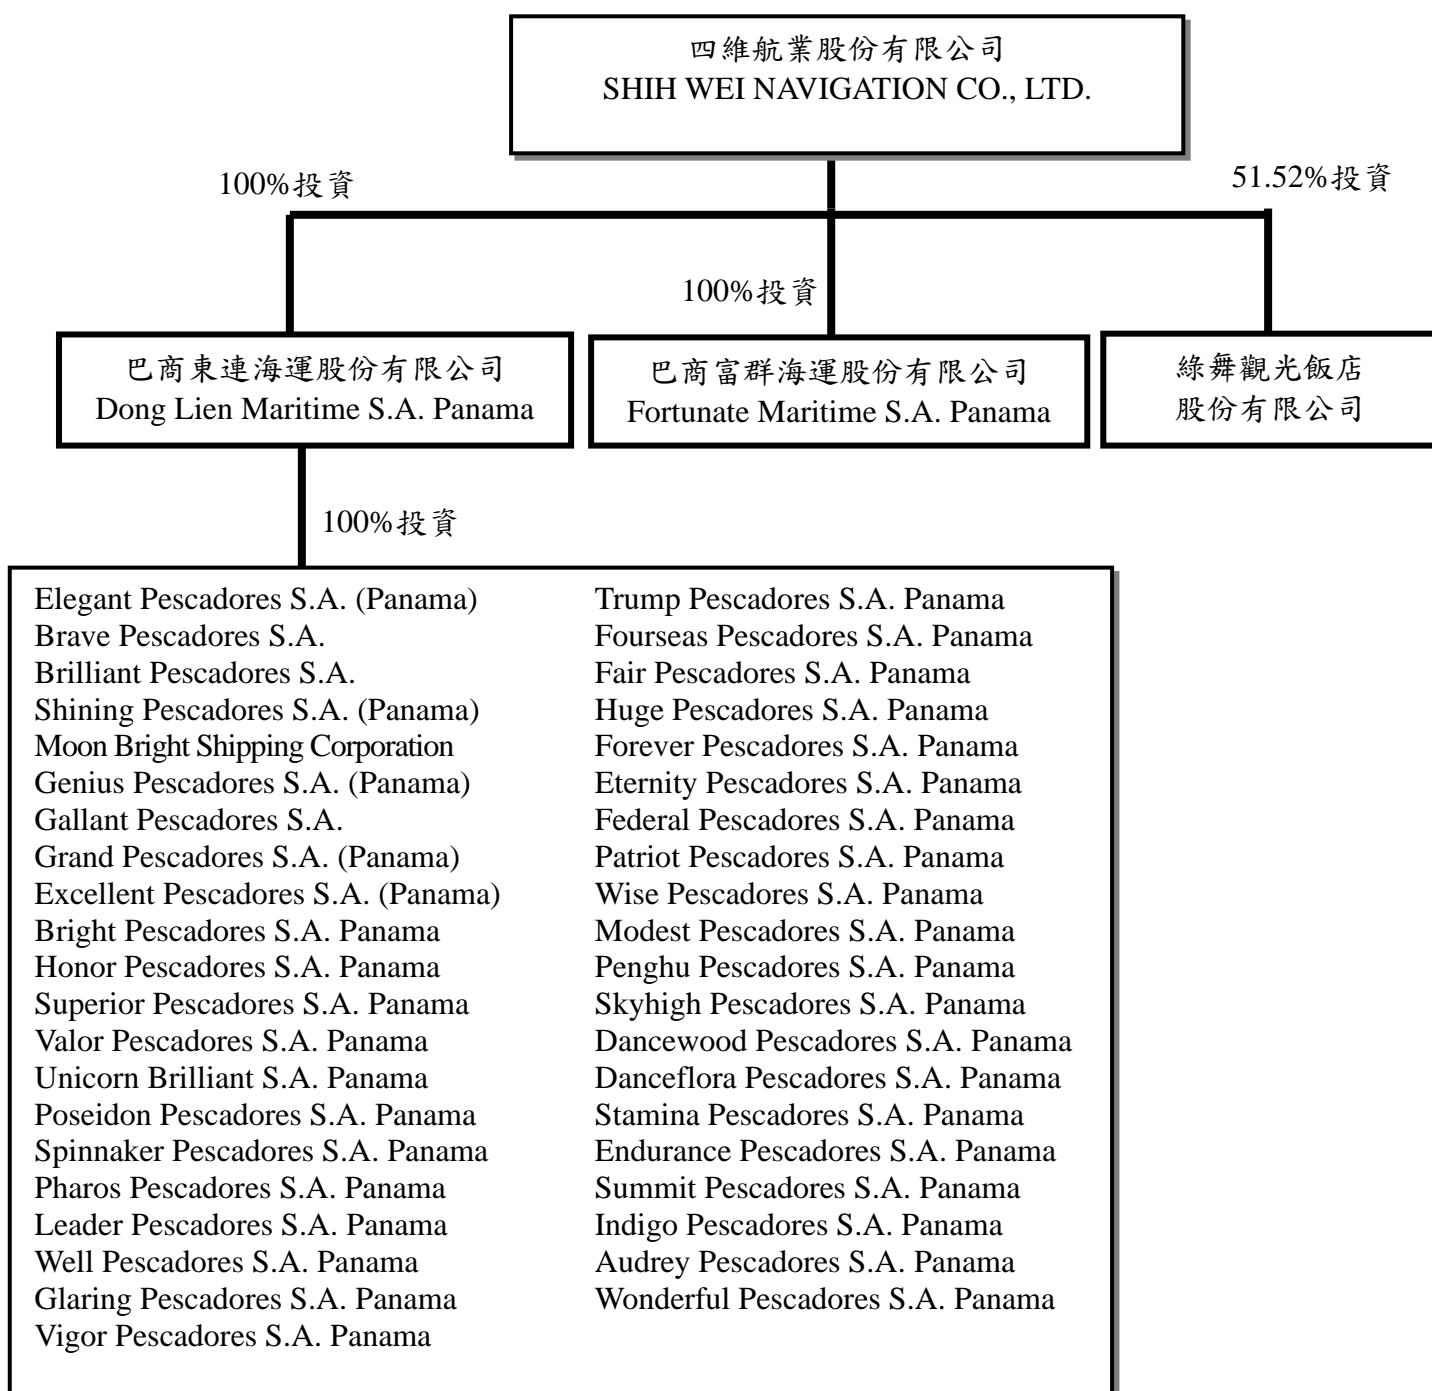 四維航業股份有限公司
SHIH WEI NAVIGATION CO., LTD.
100%投資
51.52%投資
100%投資
巴商東連海運股份有限公司
Dong Lien Maritime S.A. Panama
巴商富群海運股份有限公司
Fortunate Maritime S.A. Panama
綠舞觀光飯店
股份有限公司
100%投資
Elegant Pescadores S.A. (Panama)
Brave Pescadores S.A.
Brilliant Pescadores S.A.
Shining Pescadores S.A. (Panama)
Moon Bright Shipping Corporation
Genius Pescadores S.A. (Panama)
Gallant Pescadores S.A.
Grand Pescadores S.A. (Panama)
Excellent Pescadores S.A. (Panama)
Bright Pescadores S.A. Panama
Honor Pescadores S.A. Panama
Superior Pescadores S.A. Panama
Valor Pescadores S.A. Panama
Unicorn Brilliant S.A. Panama
Poseidon Pescadores S.A. Panama
Spinnaker Pescadores S.A. Panama
Pharos Pescadores S.A. Panama
Leader Pescadores S.A. Panama
Well Pescadores S.A. Panama
Glaring Pescadores S.A. Panama
Vigor Pescadores S.A. Panama
Trump Pescadores S.A. Panama
Fourseas Pescadores S.A. Panama
Fair Pescadores S.A. Panama
Huge Pescadores S.A. Panama
Forever Pescadores S.A. Panama
Eternity Pescadores S.A. Panama
Federal Pescadores S.A. Panama
Patriot Pescadores S.A. Panama
Wise Pescadores S.A. Panama
Modest Pescadores S.A. Panama
Penghu Pescadores S.A. Panama
Skyhigh Pescadores S.A. Panama
Dancewood Pescadores S.A. Panama
Danceflora Pescadores S.A. Panama
Stamina Pescadores S.A. Panama
Endurance Pescadores S.A. Panama
Summit Pescadores S.A. Panama
Indigo Pescadores S.A. Panama
Audrey Pescadores S.A. Panama
Wonderful Pescadores S.A. Panama